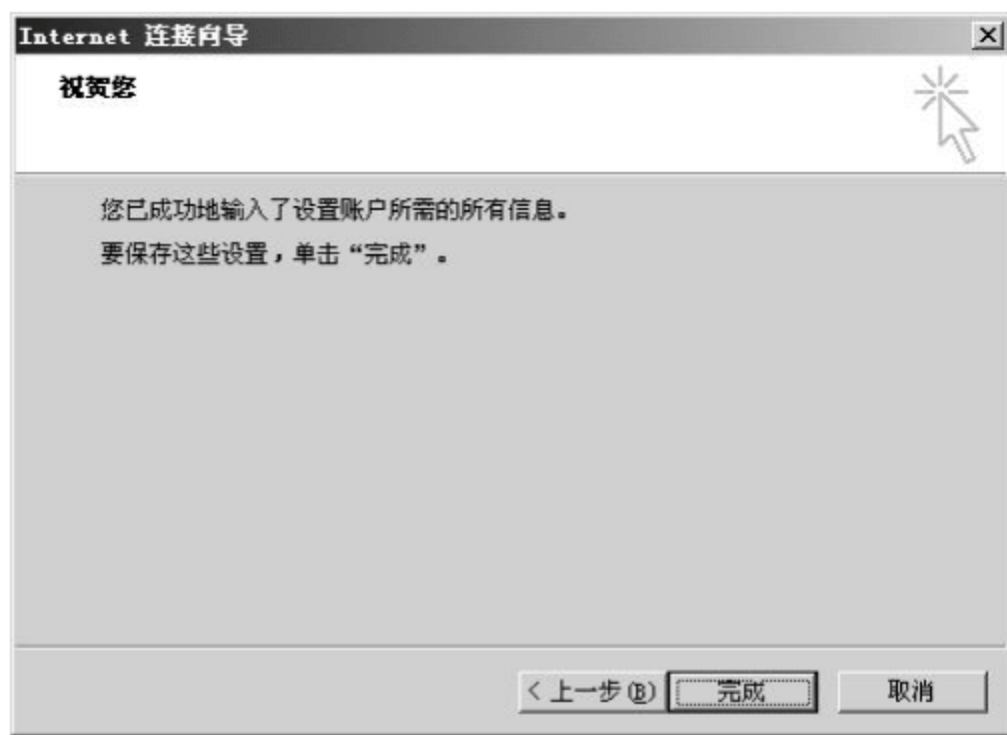 Internet 连接向导
祝贺您
您已成功地输入了设置账户所需的所有信息。
要保存这些设置，单击“完成”。
< 上一步(B)
完成
取消